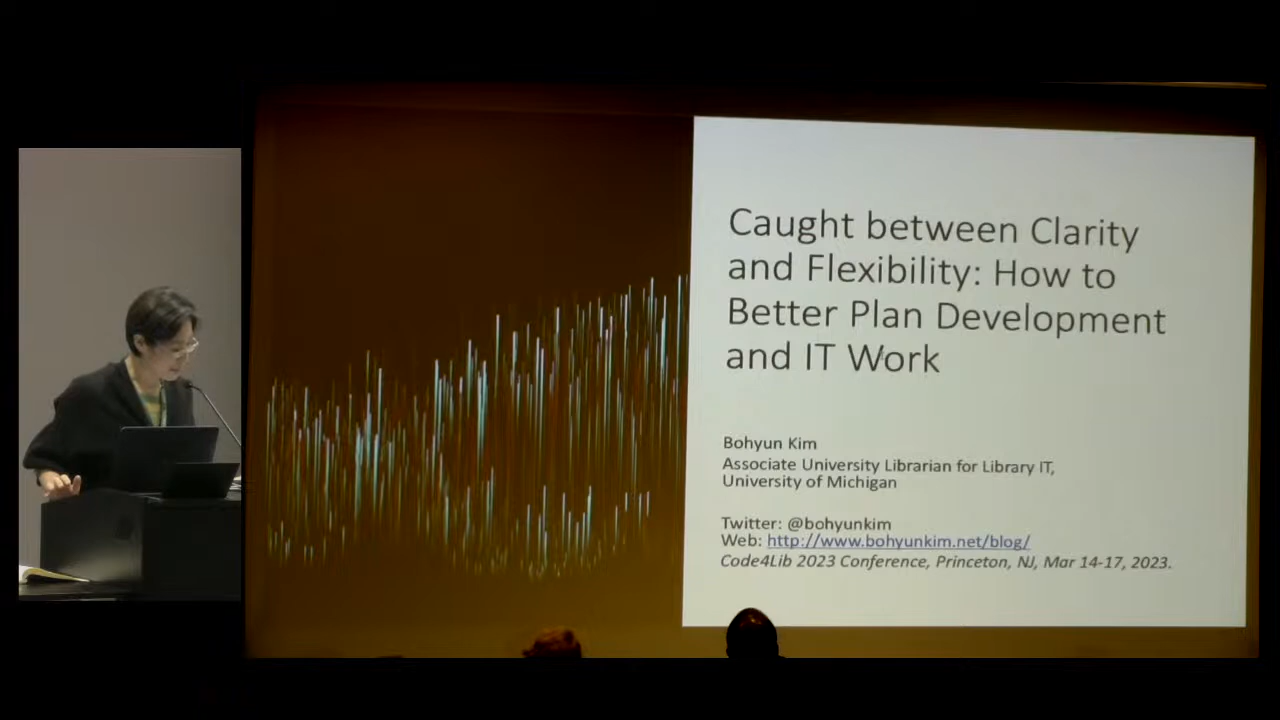 Caught between Clarity
and Flexibility: How to
Better Plan Development
and IT Work
Bohyun Kim
Associate University Librarian for Library IT,
University of Michigan
Twitter: @bohyunkim
Web: http://www.bohyunkim.net/blog/
Code4Lib 2023 Conference, Princeton, NJ, Mar 14-17, 2023.